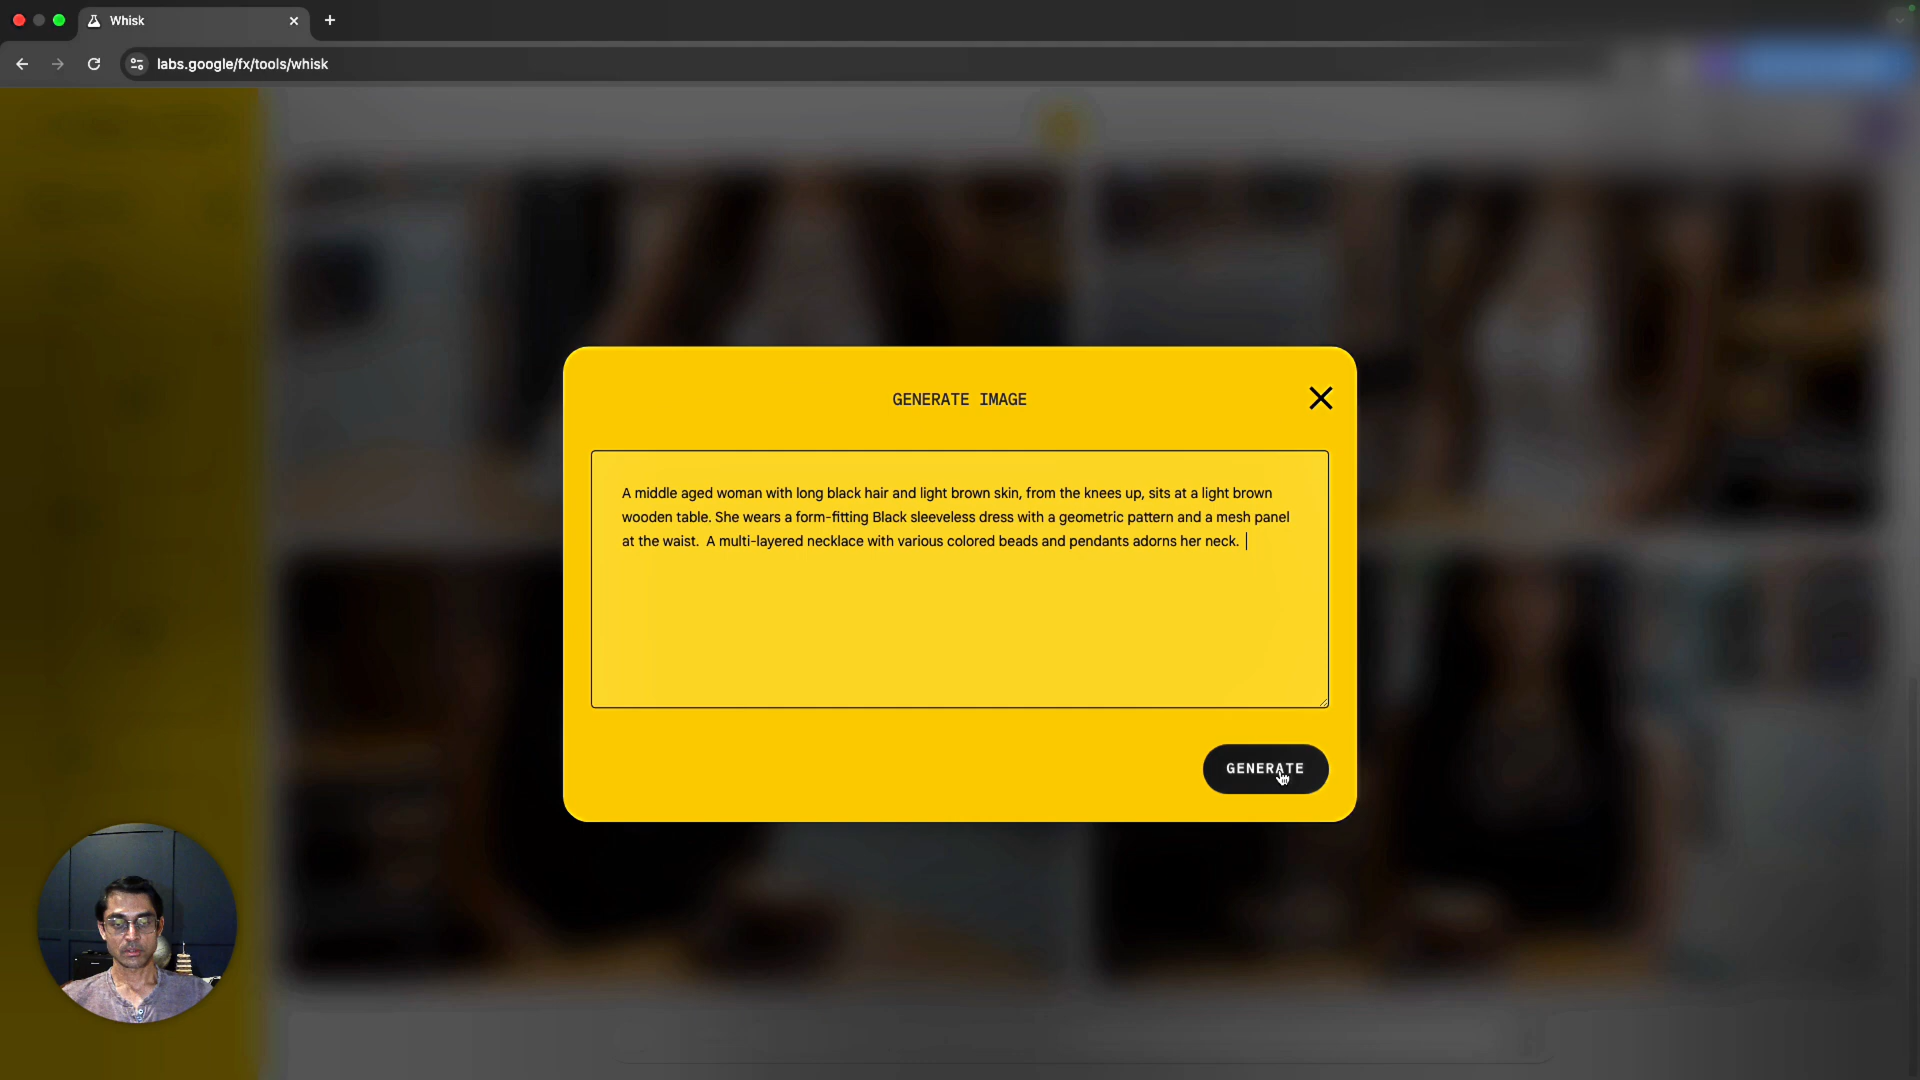 Whisk
labs.google/fx/tools/whisk
GENERATE IMAGE
A middle aged woman with long black hair and light brown skin, from the knees up, sits at a light brown
wooden table. She wears a form-fitting Black sleeveless dress with a geometric pattern and a mesh panel
at the waist.  A multi-layered necklace with various colored beads and pendants adorns her neck.
GENERATE